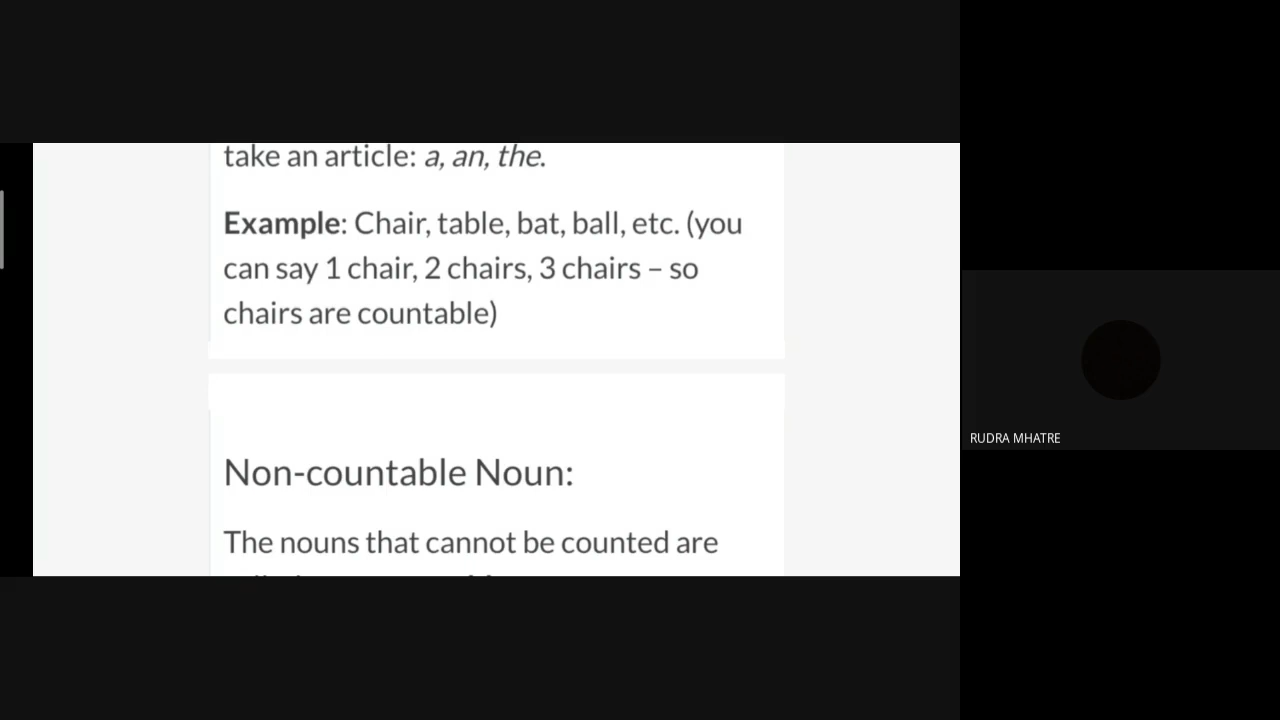 take an article: a, an, the.
Example: Chair, table, bat, ball, etc. (you
can say 1 chair, 2 chairs, 3 chairs – so
chairs are countable)
Non-countable Noun:
The nouns that cannot be counted are
RUDRA MHATRE